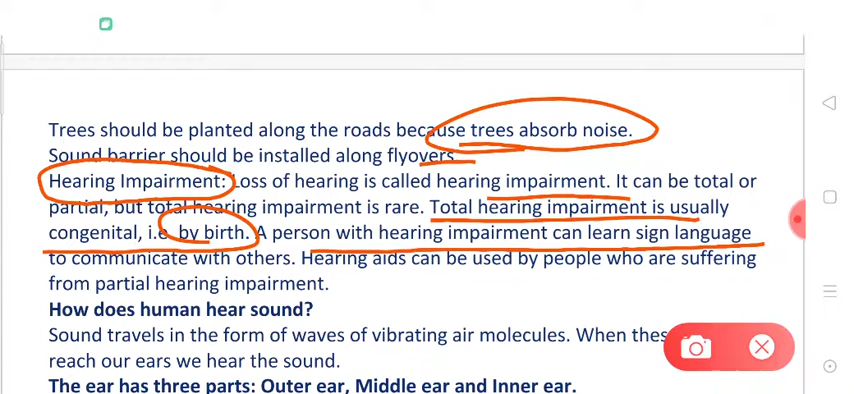 Trees should be planted along the roads because trees absorb noise.
Sound barrier should be installed along flyovers
Hearing Impairment: Loss of hearing is called hearing impairment. It can be total or
partial, but total hearing impairment is rare. Total hearing impairment is usually
congenital, i.e. by birth. A person with hearing impairment can learn sign language
to communicate with others. Hearing aids can be used by people who are suffering
from partial hearing impairment.
How does human hear sound?
Sound travels in the form of waves of vibrating air molecules. When
reach our ears we hear the sound.
The ear has three parts: Outer ear, Middle ear and Inner ear.